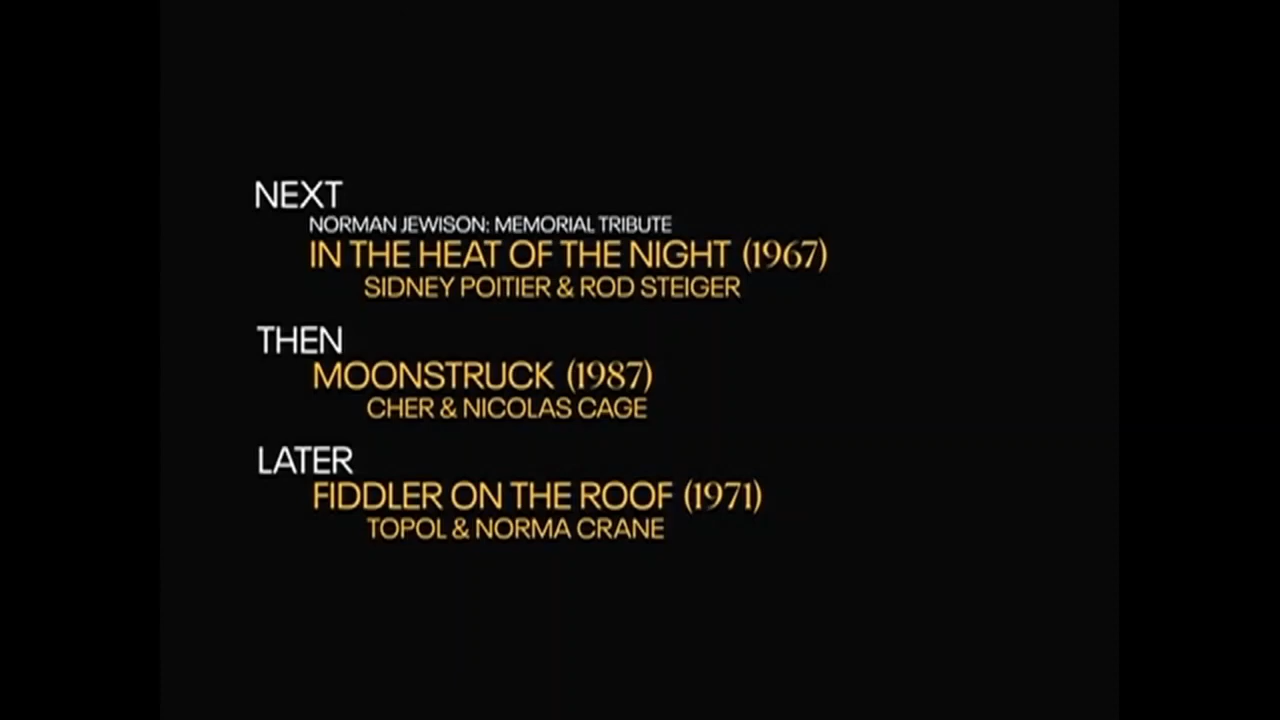 NEXT
NORMAN JEWISON: MEMORIAL TRIBUTE
IN THE HEAT OF THE NIGHT (1967)
SIDNEY POITIER & ROD STEIGER
THEN
MOONSTRUCK (1987)
CHER & NICOLAS CAGE
LATER
FIDDLER ON THE ROOF (1971)
TOPOL & NORMA CRANE